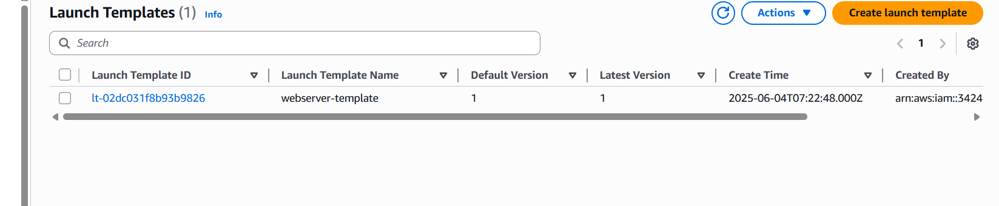 Launch Templates (1) Info Actions Create launch template
Search 1
Launch Template ID Launch Template Name Default Version Latest Version Create Time Created By
lt-02dc031f8b93b9826 webserver-template 1 1 2025-06-04T07:22:48.000Z arn:aws:iam::3424